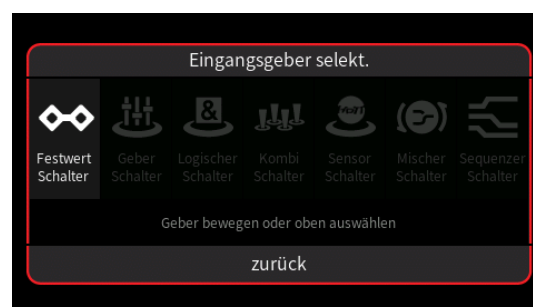 Eingangsgeber selekt.
&
HoTT
Festwert Geber Logischer Kombi Sensor Mischer Sequenzer
Schalter Schalter Schalter Schalter Schalter Schalter Schalter
Geber bewegen oder oben auswählen
zurück